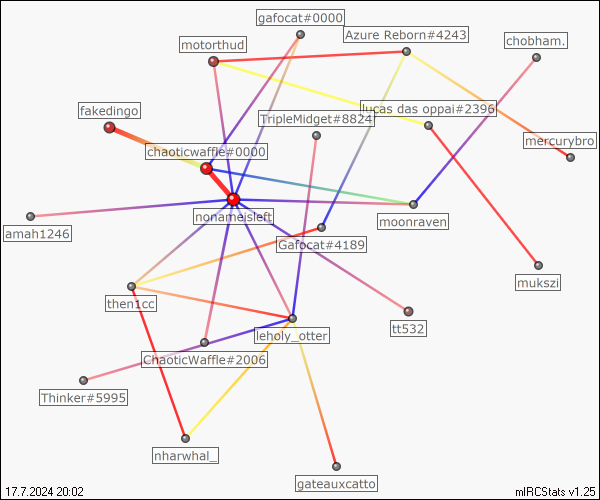 gafocat#0000
motorthud
Azure Reborn#4243
chobham.
fakedingo
lucas das oppai#2396
TripleMidget#8824
mercurybro
chaoticwaffle#0000
nonameisleft
moonraven
amah1246
Gafocat#4189
mukszi
then1cc
tt532
leholy_otter
ChaoticWaffle#2006
Thinker#5995
nharwhal_
gateauxcatto
17.7.2024 20:02
mIRCStats v1.25